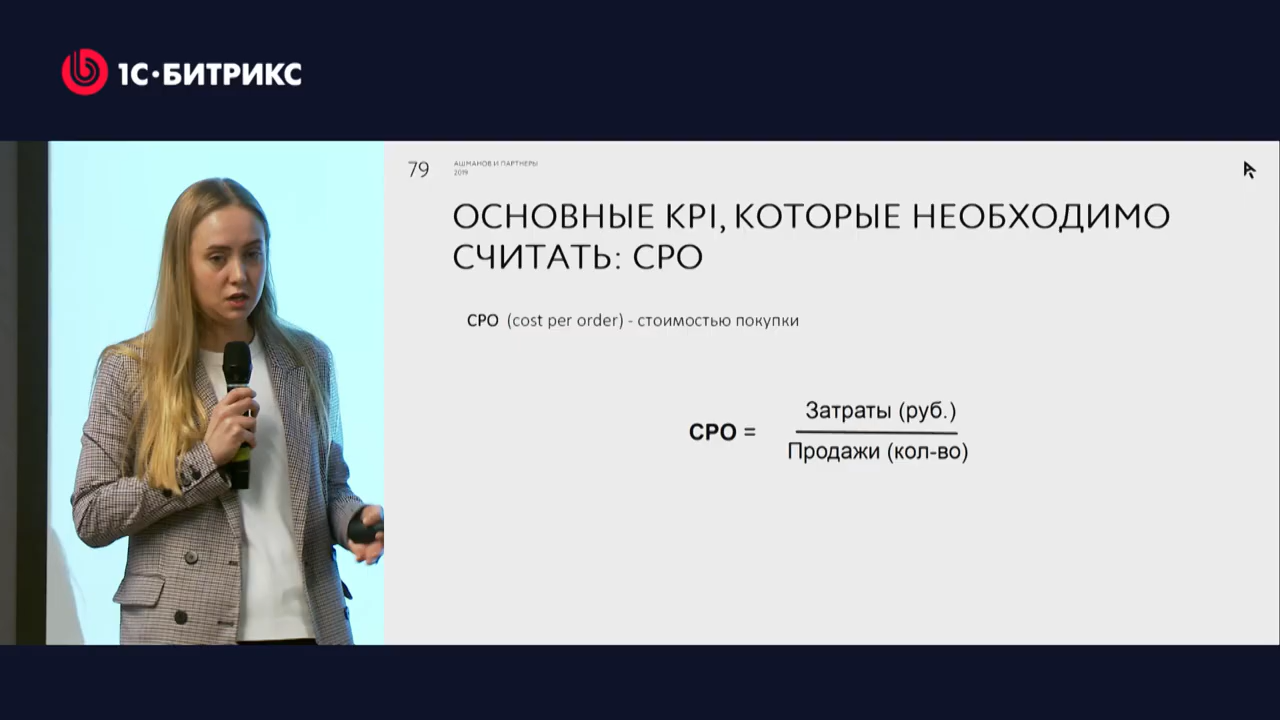 1С·БИТРИКС
79
АШМАНОВ И ПАРТНЕРЫ
2019
ОСНОВНЫЕ KPI, КОТОРЫЕ НЕОБХОДИМО
СЧИТАТЬ: CPO
CPO (cost per order) - стоимостью покупки
Затраты (руб.)
CPO =
Продажи (кол-во)